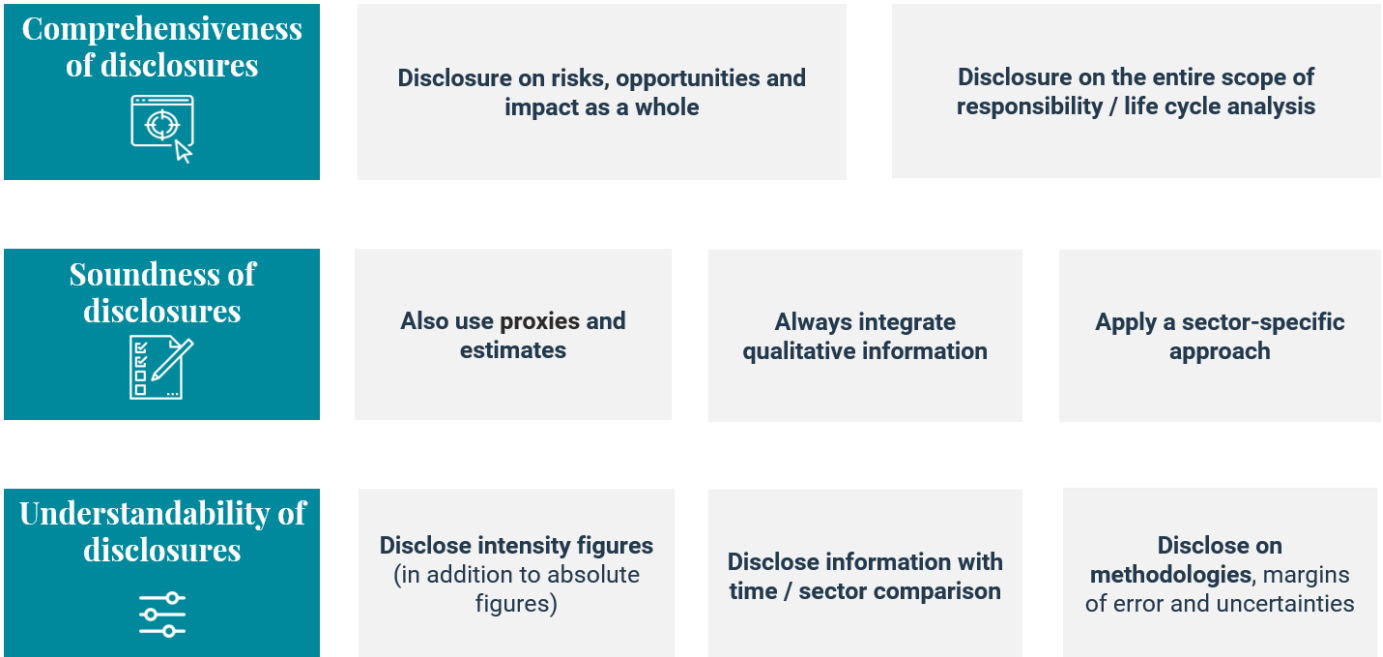 Comprehensiveness
of disclosures
Disclosure on risks, opportunities and
impact as a whole
Disclosure on the entire scope of
responsibility / life cycle analysis
Soundness of
disclosures
Also use proxies and
estimates
Always integrate
qualitative information
Apply a sector-specific
approach
Understandability of
disclosures
Disclose intensity figures
(in addition to absolute
figures)
Disclose information with
time / sector comparison
Disclose on
methodologies, margins
of error and uncertainties